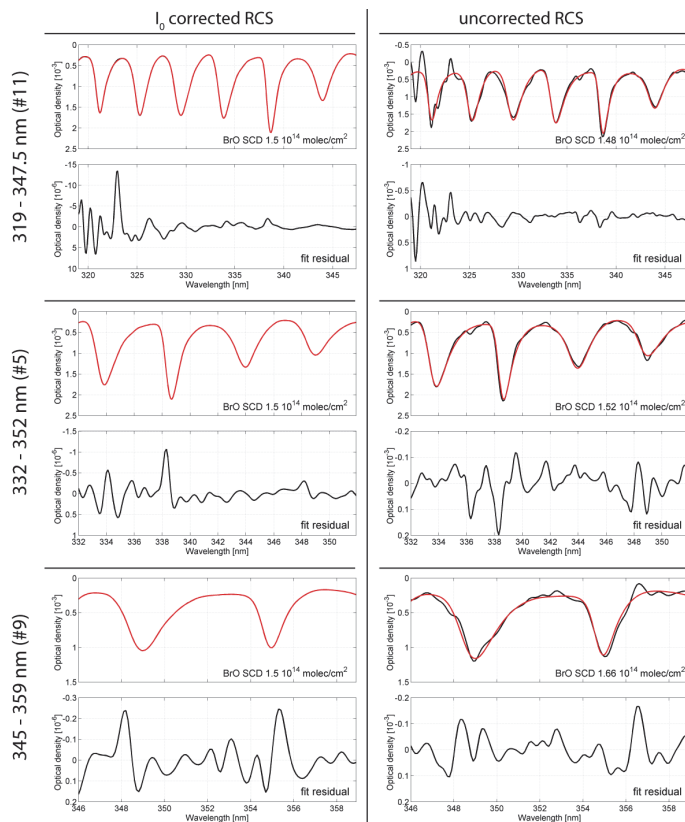 I0 corrected RCS
uncorrected RCS
319 - 347.5 nm (#11)
Optical density [10-3]
0
0.5
1
1.5
2
2.5
BrO SCD 1.5 1014 molec/cm2
Optical density [10-3]
-0.5
0
0.5
1
1.5
2
2.5
BrO SCD 1.48 1014 molec/cm2
Optical density [10-6]
-15
-10
-5
0
5
10
fit residual
320 325 330 335 340 345
Wavelength [nm]
Optical density [10-3]
-1
-0.5
0
0.5
1
fit residual
320 325 330 335 340 345
Wavelength [nm]
332 - 352 nm (#5)
Optical density [10-3]
0
0.5
1
1.5
2
2.5
BrO SCD 1.5 1014 molec/cm2
Optical density [10-3]
0
0.5
1
1.5
2
2.5
BrO SCD 1.52 1014 molec/cm2
Optical density [10-6]
-1.5
-1
-0.5
0
0.5
1
fit residual
332 334 336 338 340 342 344 346 348 350
Wavelength [nm]
Optical density [10-3]
-0.2
-0.1
0
0.1
0.2
fit residual
332 334 336 338 340 342 344 346 348 350
Wavelength [nm]
345 - 359 nm (#9)
Optical density [10-3]
0
0.5
1
1.5
BrO SCD 1.5 1014 molec/cm2
Optical density [10-3]
0
0.5
1
1.5
BrO SCD 1.66 1014 molec/cm2
Optical density [10-6]
-0.3
-0.2
-0.1
0
0.1
0.2
fit residual
346 348 350 352 354 356 358
Wavelength [nm]
Optical density [10-3]
-0.2
-0.1
0
0.1
0.2
fit residual
346 348 350 352 354 356 358
Wavelength [nm]